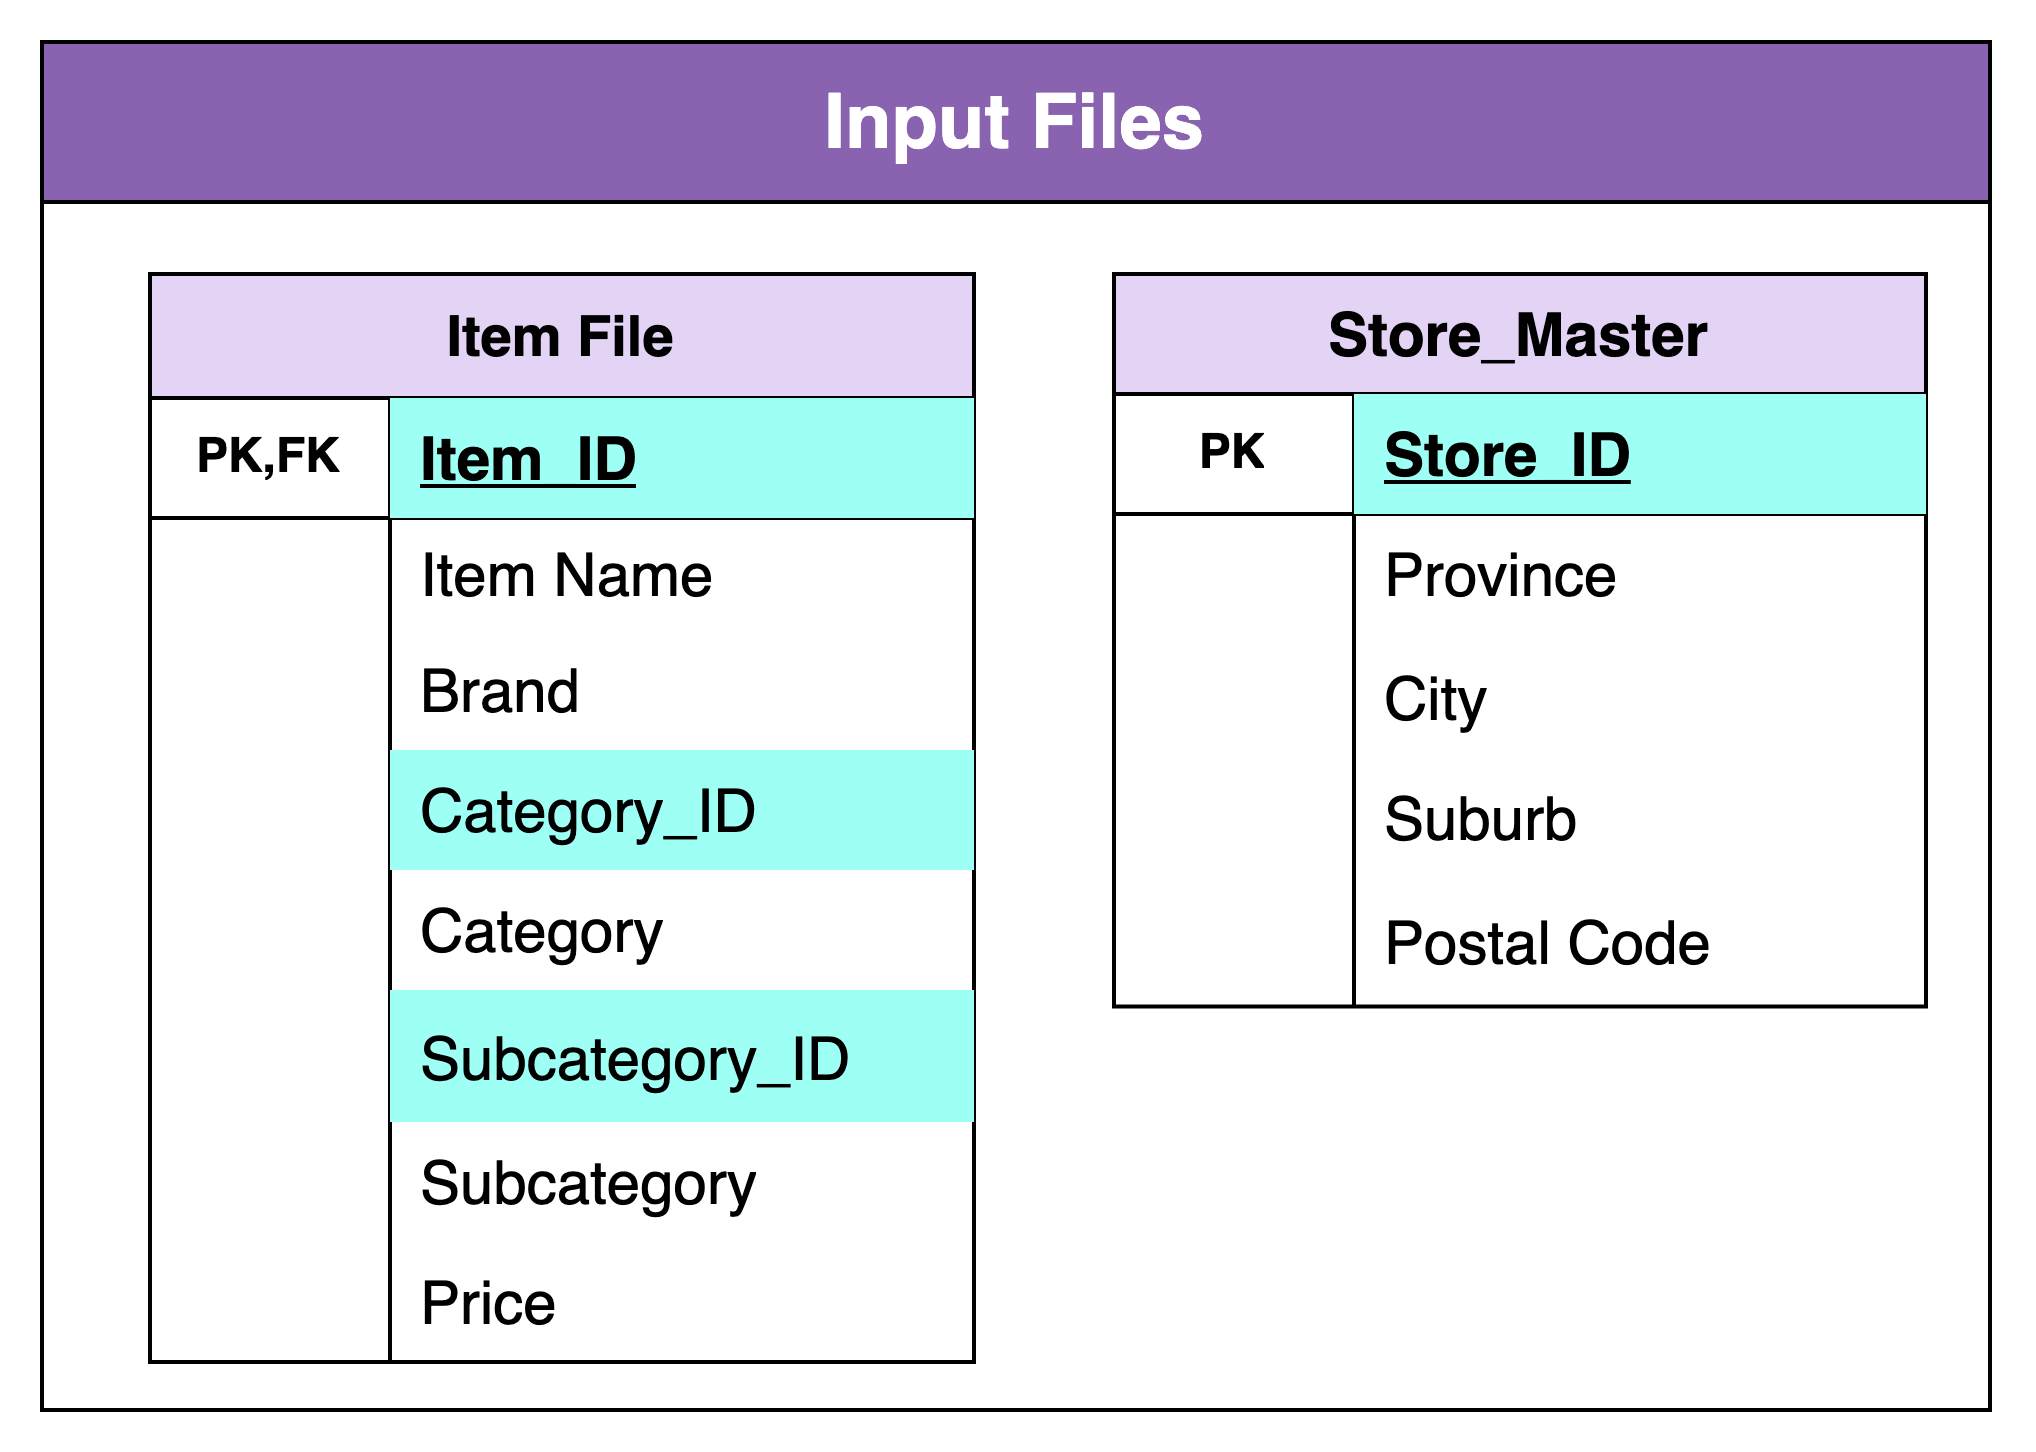 Input Files
Item File
PK,FK
Item_ID
Item Name
Brand
Category_ID
Category
Subcategory_ID
Subcategory
Price
Store_Master
PK
Store_ID
Province
City
Suburb
Postal Code